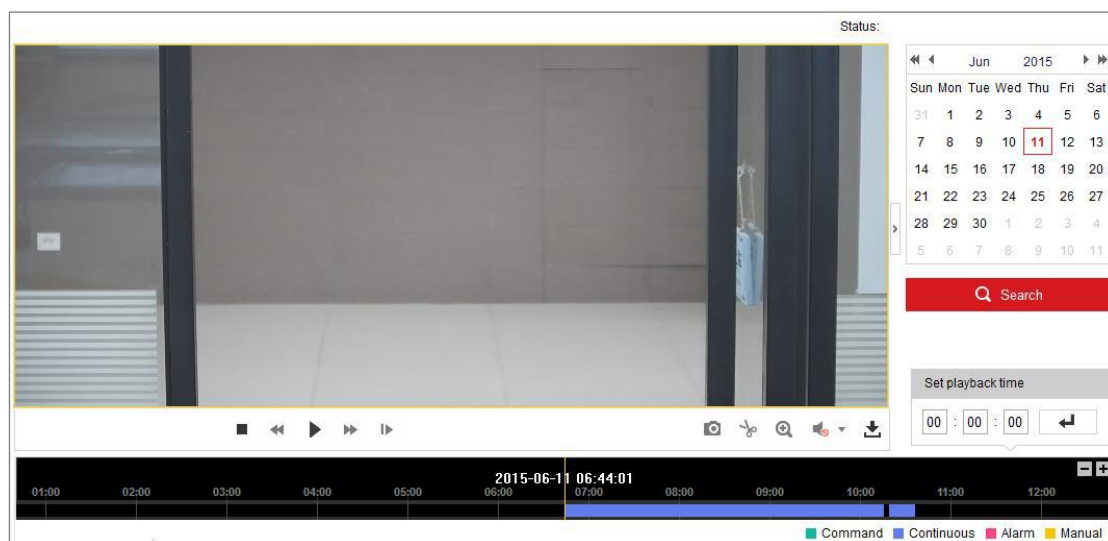 Status:
Jun 2015
Sun Mon Tue Wed Thu Fri Sat
31 1 2 3 4 5 6
7 8 9 10 11 12 13
14 15 16 17 18 19 20
21 22 23 24 25 26 27
28 29 30 1 2 3 4
5 6 7 8 9 10 11
Search
Set playback time
00 : 00 : 00
2015-06-11 06:44:01
01:00 02:00 03:00 04:00 05:00 06:00 07:00 08:00 09:00 10:00 11:00 12:00
Command Continuous Alarm Manual